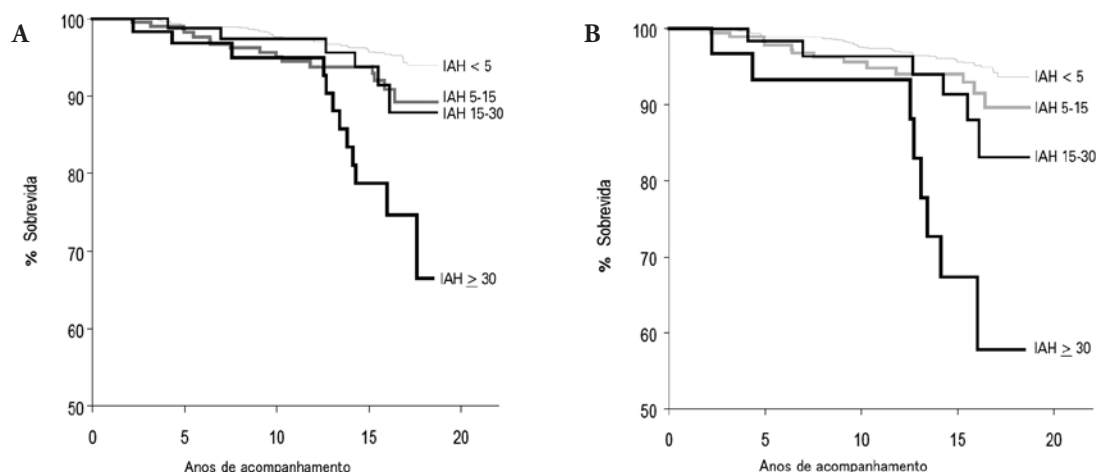 A
% Sobrevida
100
90
80
70
60
50
0
5
10
15
20
Anos de acompanhamento
IAH < 5
IAH 5-15
IAH 15-30
IAH ≥ 30
B
% Sobrevida
100
90
80
70
60
50
0
5
10
15
20
Anos de acompanhamento
IAH < 5
IAH 5-15
IAH 15-30
IAH ≥ 30